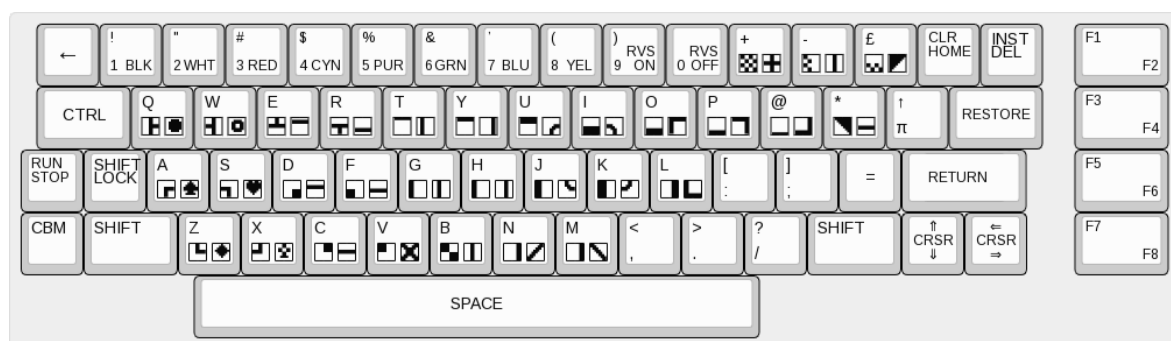 ← ! 1 BLK " 2 WHT # 3 RED $ 4 CYN % 5 PUR & 6 GRN ' 7 BLU ( 8 YEL ) 9 RVS ON 0 RVS OFF + - £ CLR HOME INST DEL F1 F2
CTRL Q W E R T Y U I O P @ * ↑ π RESTORE F3 F4
RUN STOP SHIFT LOCK A S D F G H J K L [ : ] ; = RETURN F5 F6
CBM SHIFT Z X C V B N M < , > . ? / SHIFT ⇑ CRSR ⇓ ⇐ CRSR ⇒ F7 F8
SPACE